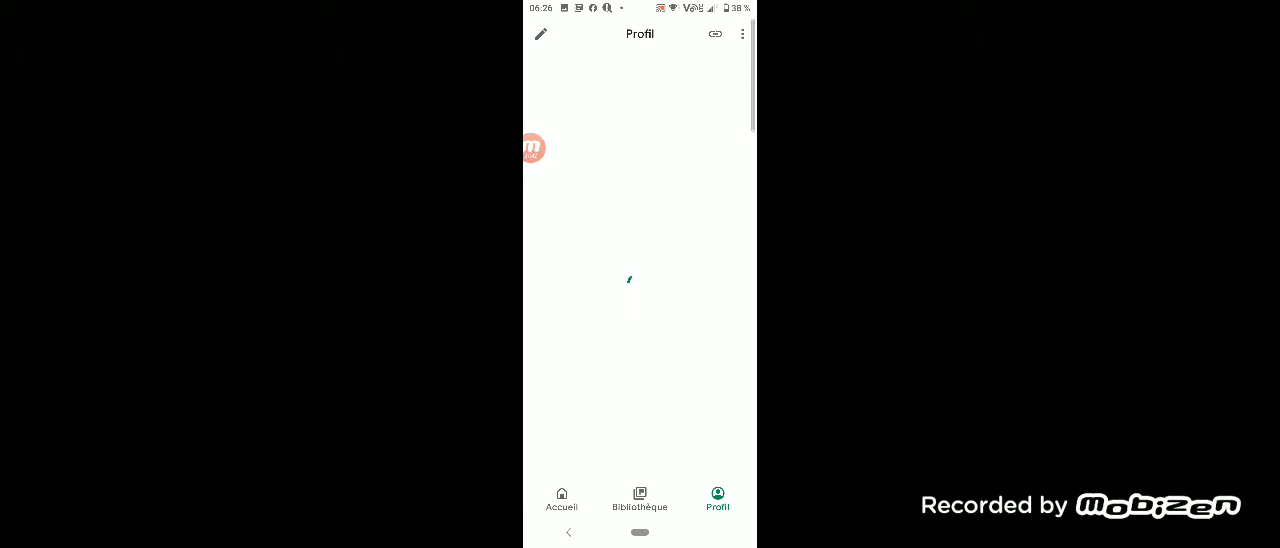 06:26
38 %
Profil
m
Accueil
Bibliothèque
Profil
Recorded by mobizen